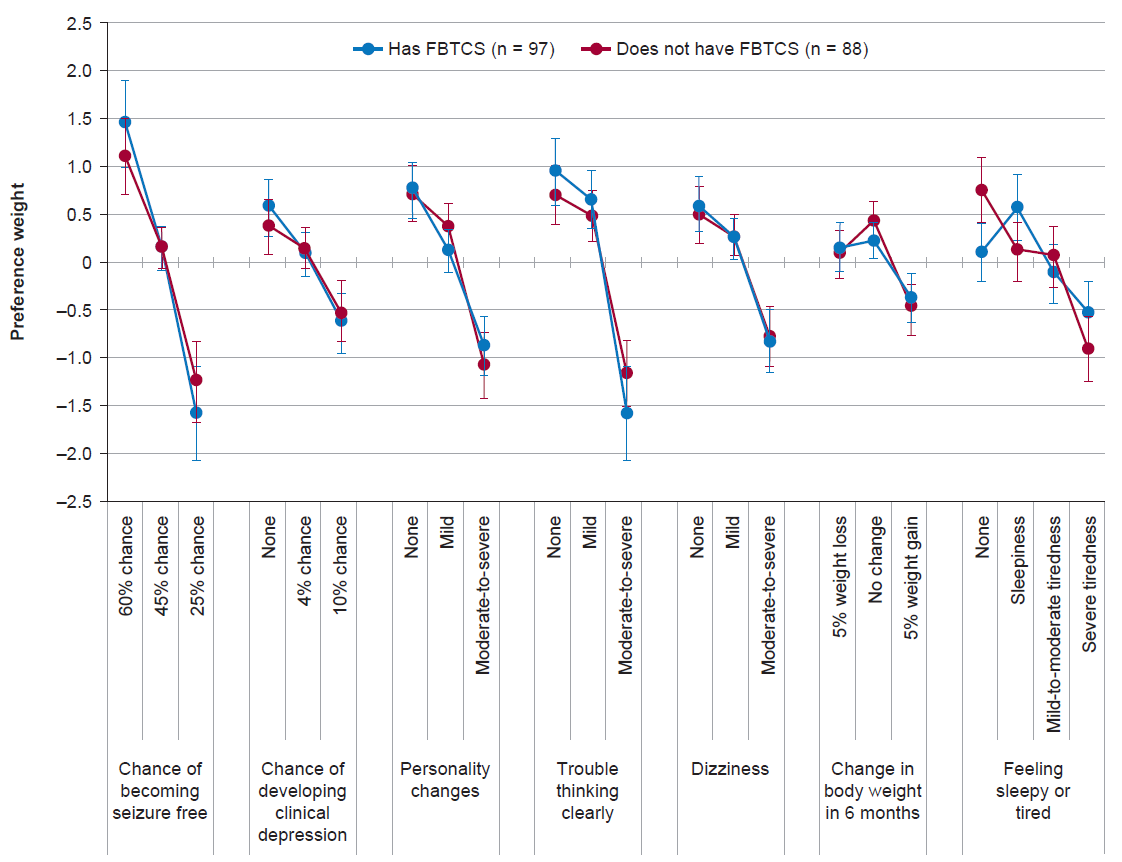 2.5
Has FBTCS (n = 97)
Does not have FBTCS (n = 88)
2.0
1.5
1.0
0.5
0
–0.5
–1.0
–1.5
–2.0
–2.5
Preference weight
60% chance
45% chance
25% chance
None
4% chance
10% chance
None
Mild
Moderate-to-severe
None
Mild
Moderate-to-severe
None
Mild
Moderate-to-severe
5% weight loss
No change
5% weight gain
None
Sleepiness
Mild-to-moderate tiredness
Severe tiredness
Chance of
becoming
seizure free
Chance of
developing
clinical
depression
Personality
changes
Trouble
thinking
clearly
Dizziness
Change in
body weight
in 6 months
Feeling
sleepy or
tired